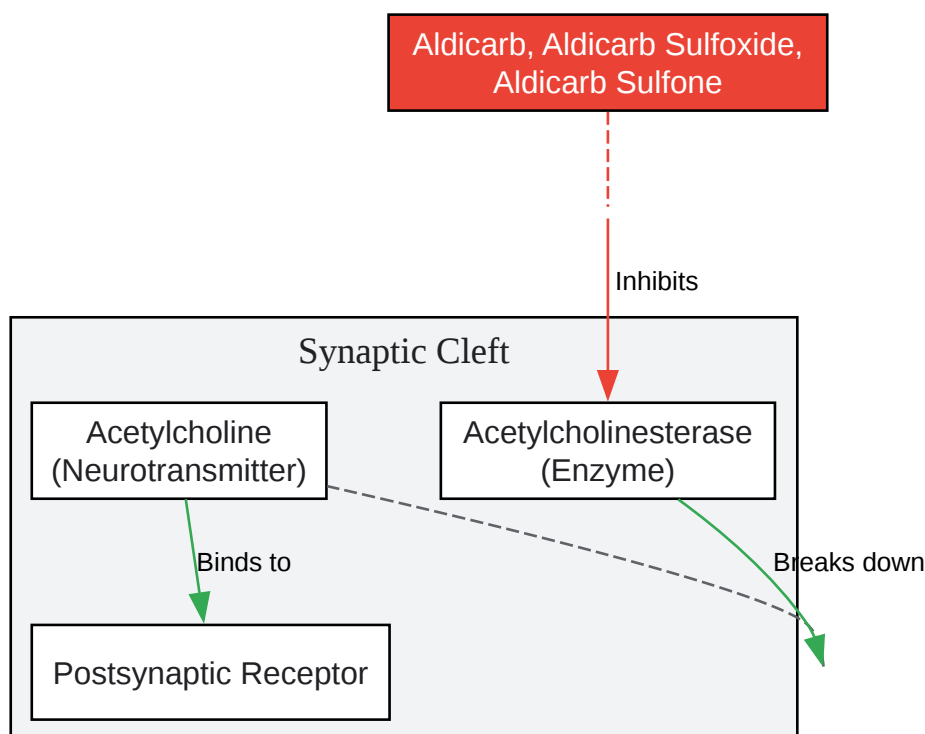 Aldicarb, Aldicarb Sulfoxide,
Aldicarb Sulfone
Inhibits
Synaptic Cleft
Acetylcholine
(Neurotransmitter)
Acetylcholinesterase
(Enzyme)
Binds to
Breaks down
Postsynaptic Receptor